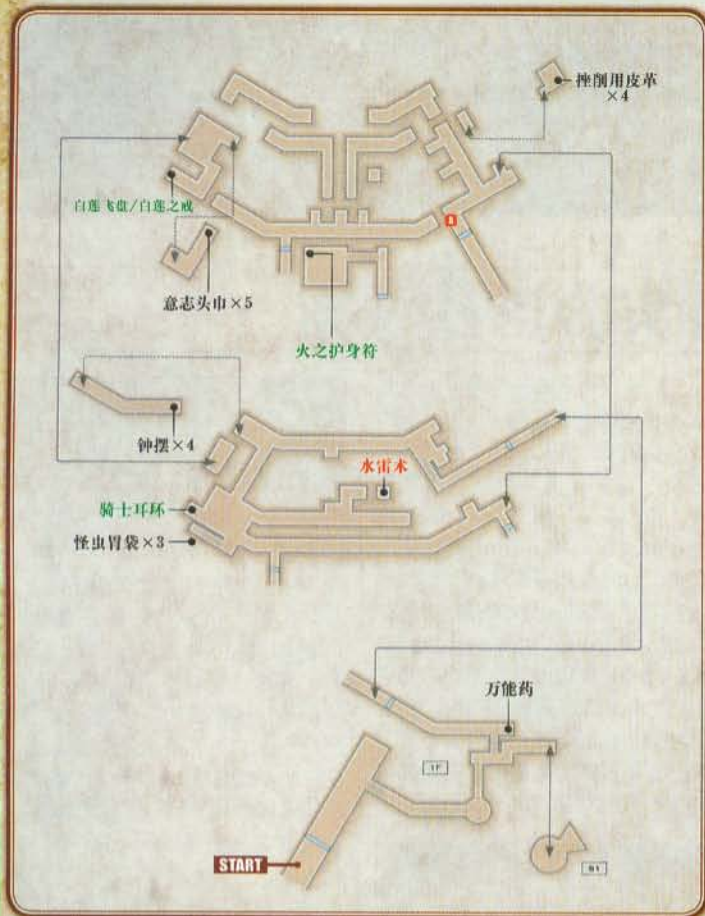 挫削用皮革
×4
白莲飞盘/白莲之戒
意志头巾×5
火之护身符
钟摆×4
水雷术
骑士耳环
怪虫胃袋×3
万能药
1F
START
B1